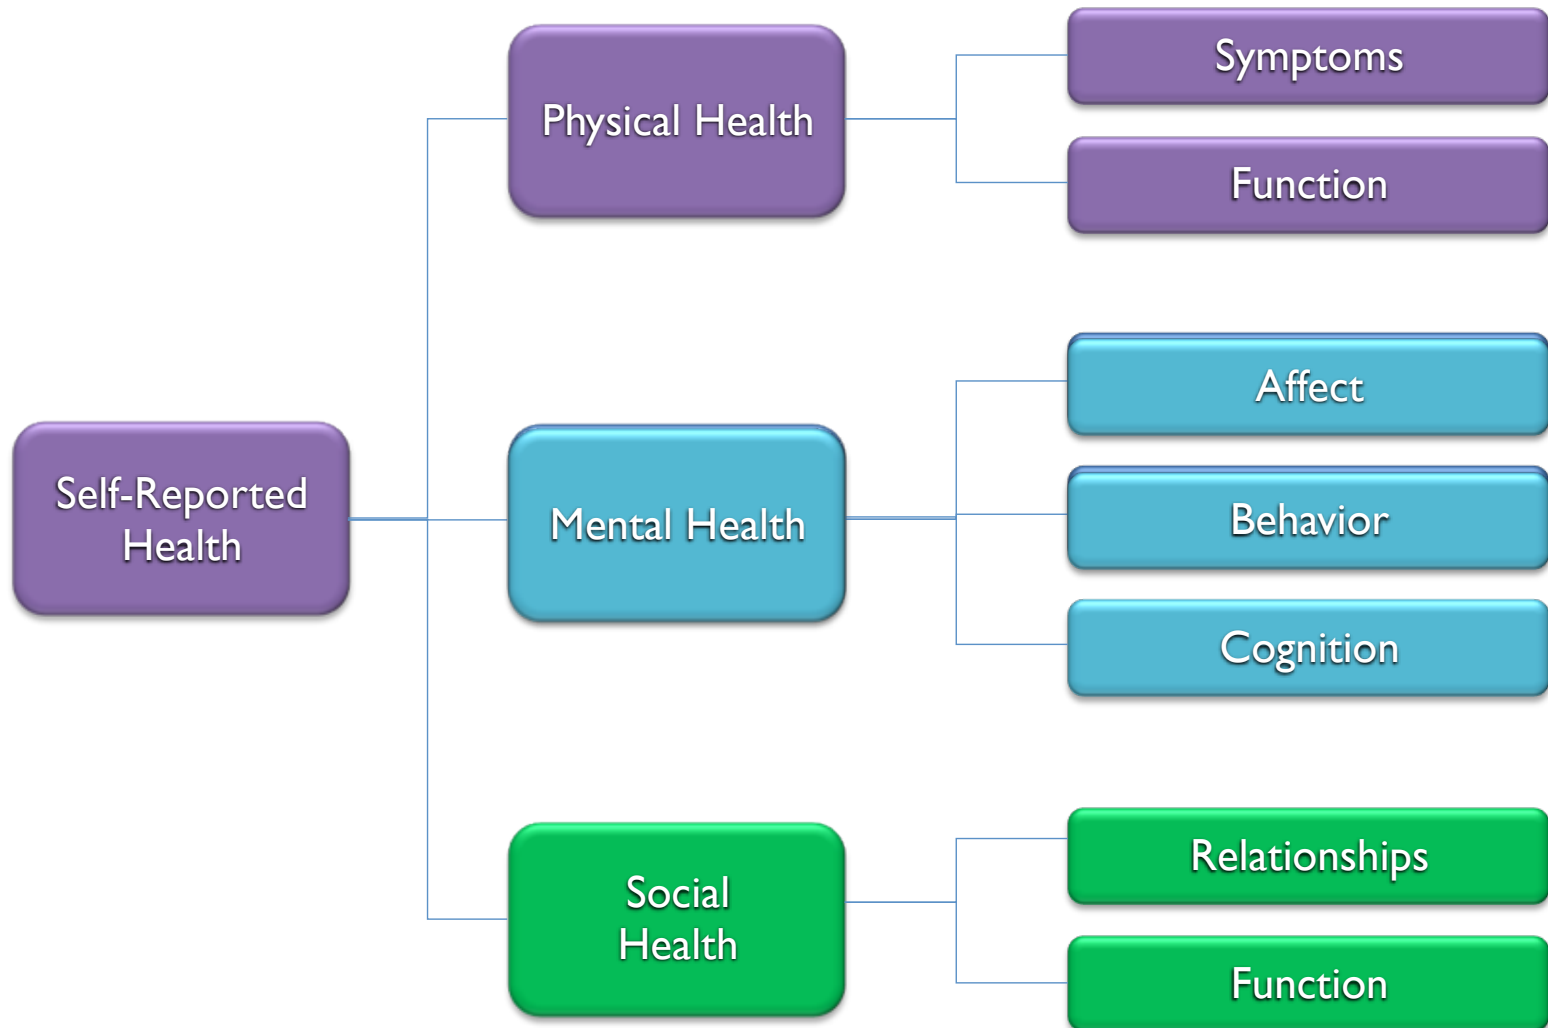 Symptoms
Physical Health
Function
Affect
Self-Reported
Health
Mental Health
Behavior
Cognition
Relationships
Social
Health
Function